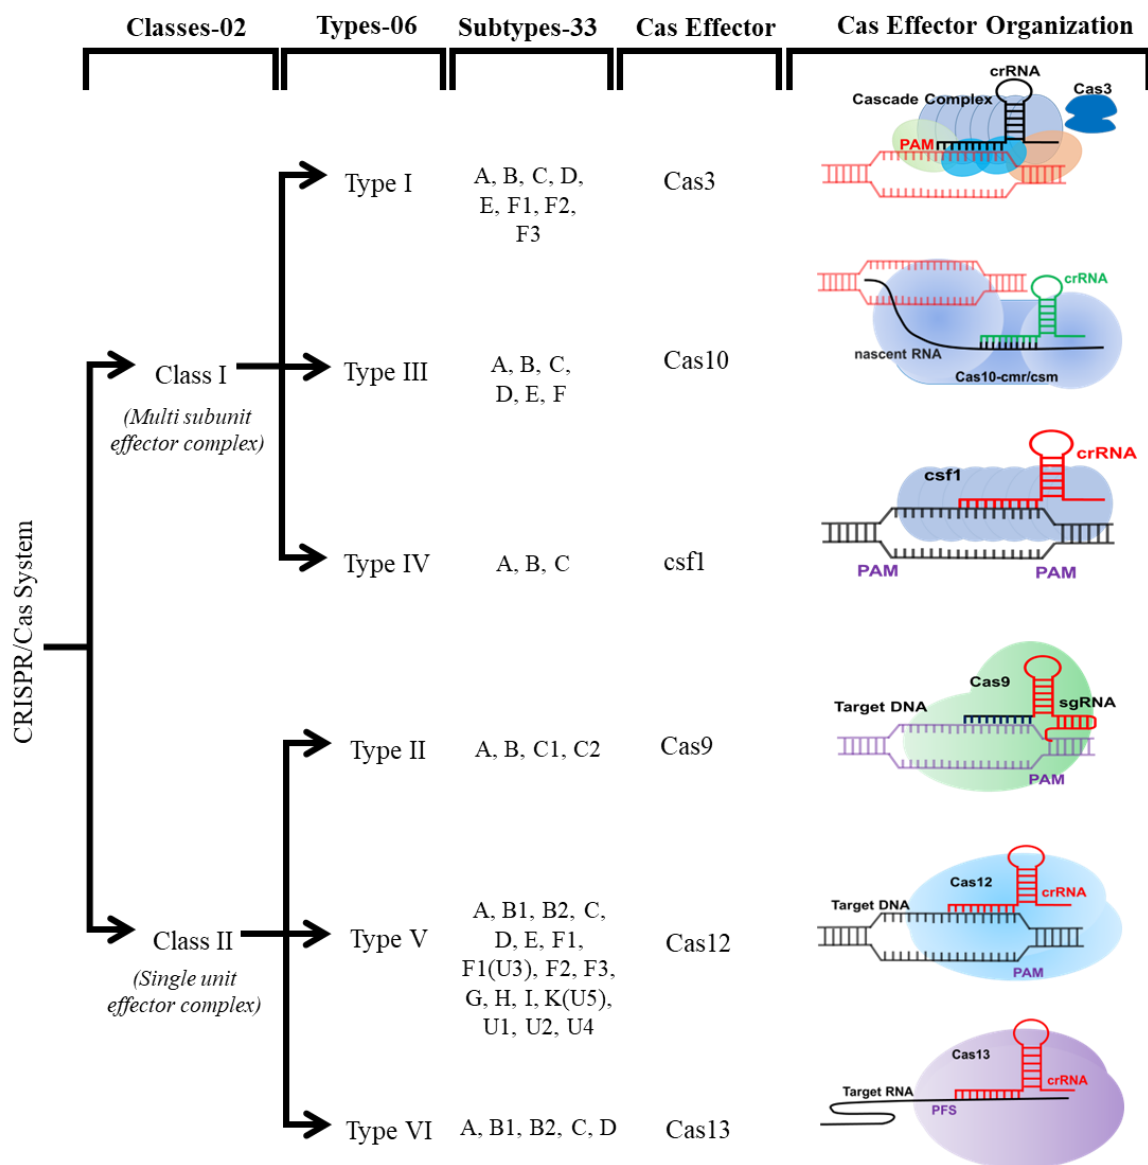 Classes-02
Types-06
Subtypes-33
Cas Effector
Cas Effector Organization
CRISPR/Cas System
Class I
(Multi subunit
effector complex)
Type I
A, B, C, D,
E, F1, F2,
F3
Cas3
crRNA
Cas3
Cascade Complex
PAM
Type III
A, B, C,
D, E, F
Cas10
crRNA
nascent RNA
Cas10-cmr/csm
Type IV
A, B, C
csf1
crRNA
csf1
PAM
PAM
Class II
(Single unit
effector complex)
Type II
A, B, C1, C2
Cas9
Cas9
sgRNA
Target DNA
PAM
Type V
A, B1, B2, C,
D, E, F1,
F1(U3), F2, F3,
G, H, I, K(U5),
U1, U2, U4
Cas12
Cas12
crRNA
Target DNA
PAM
Type VI
A, B1, B2, C, D
Cas13
Cas13
crRNA
Target RNA
PFS